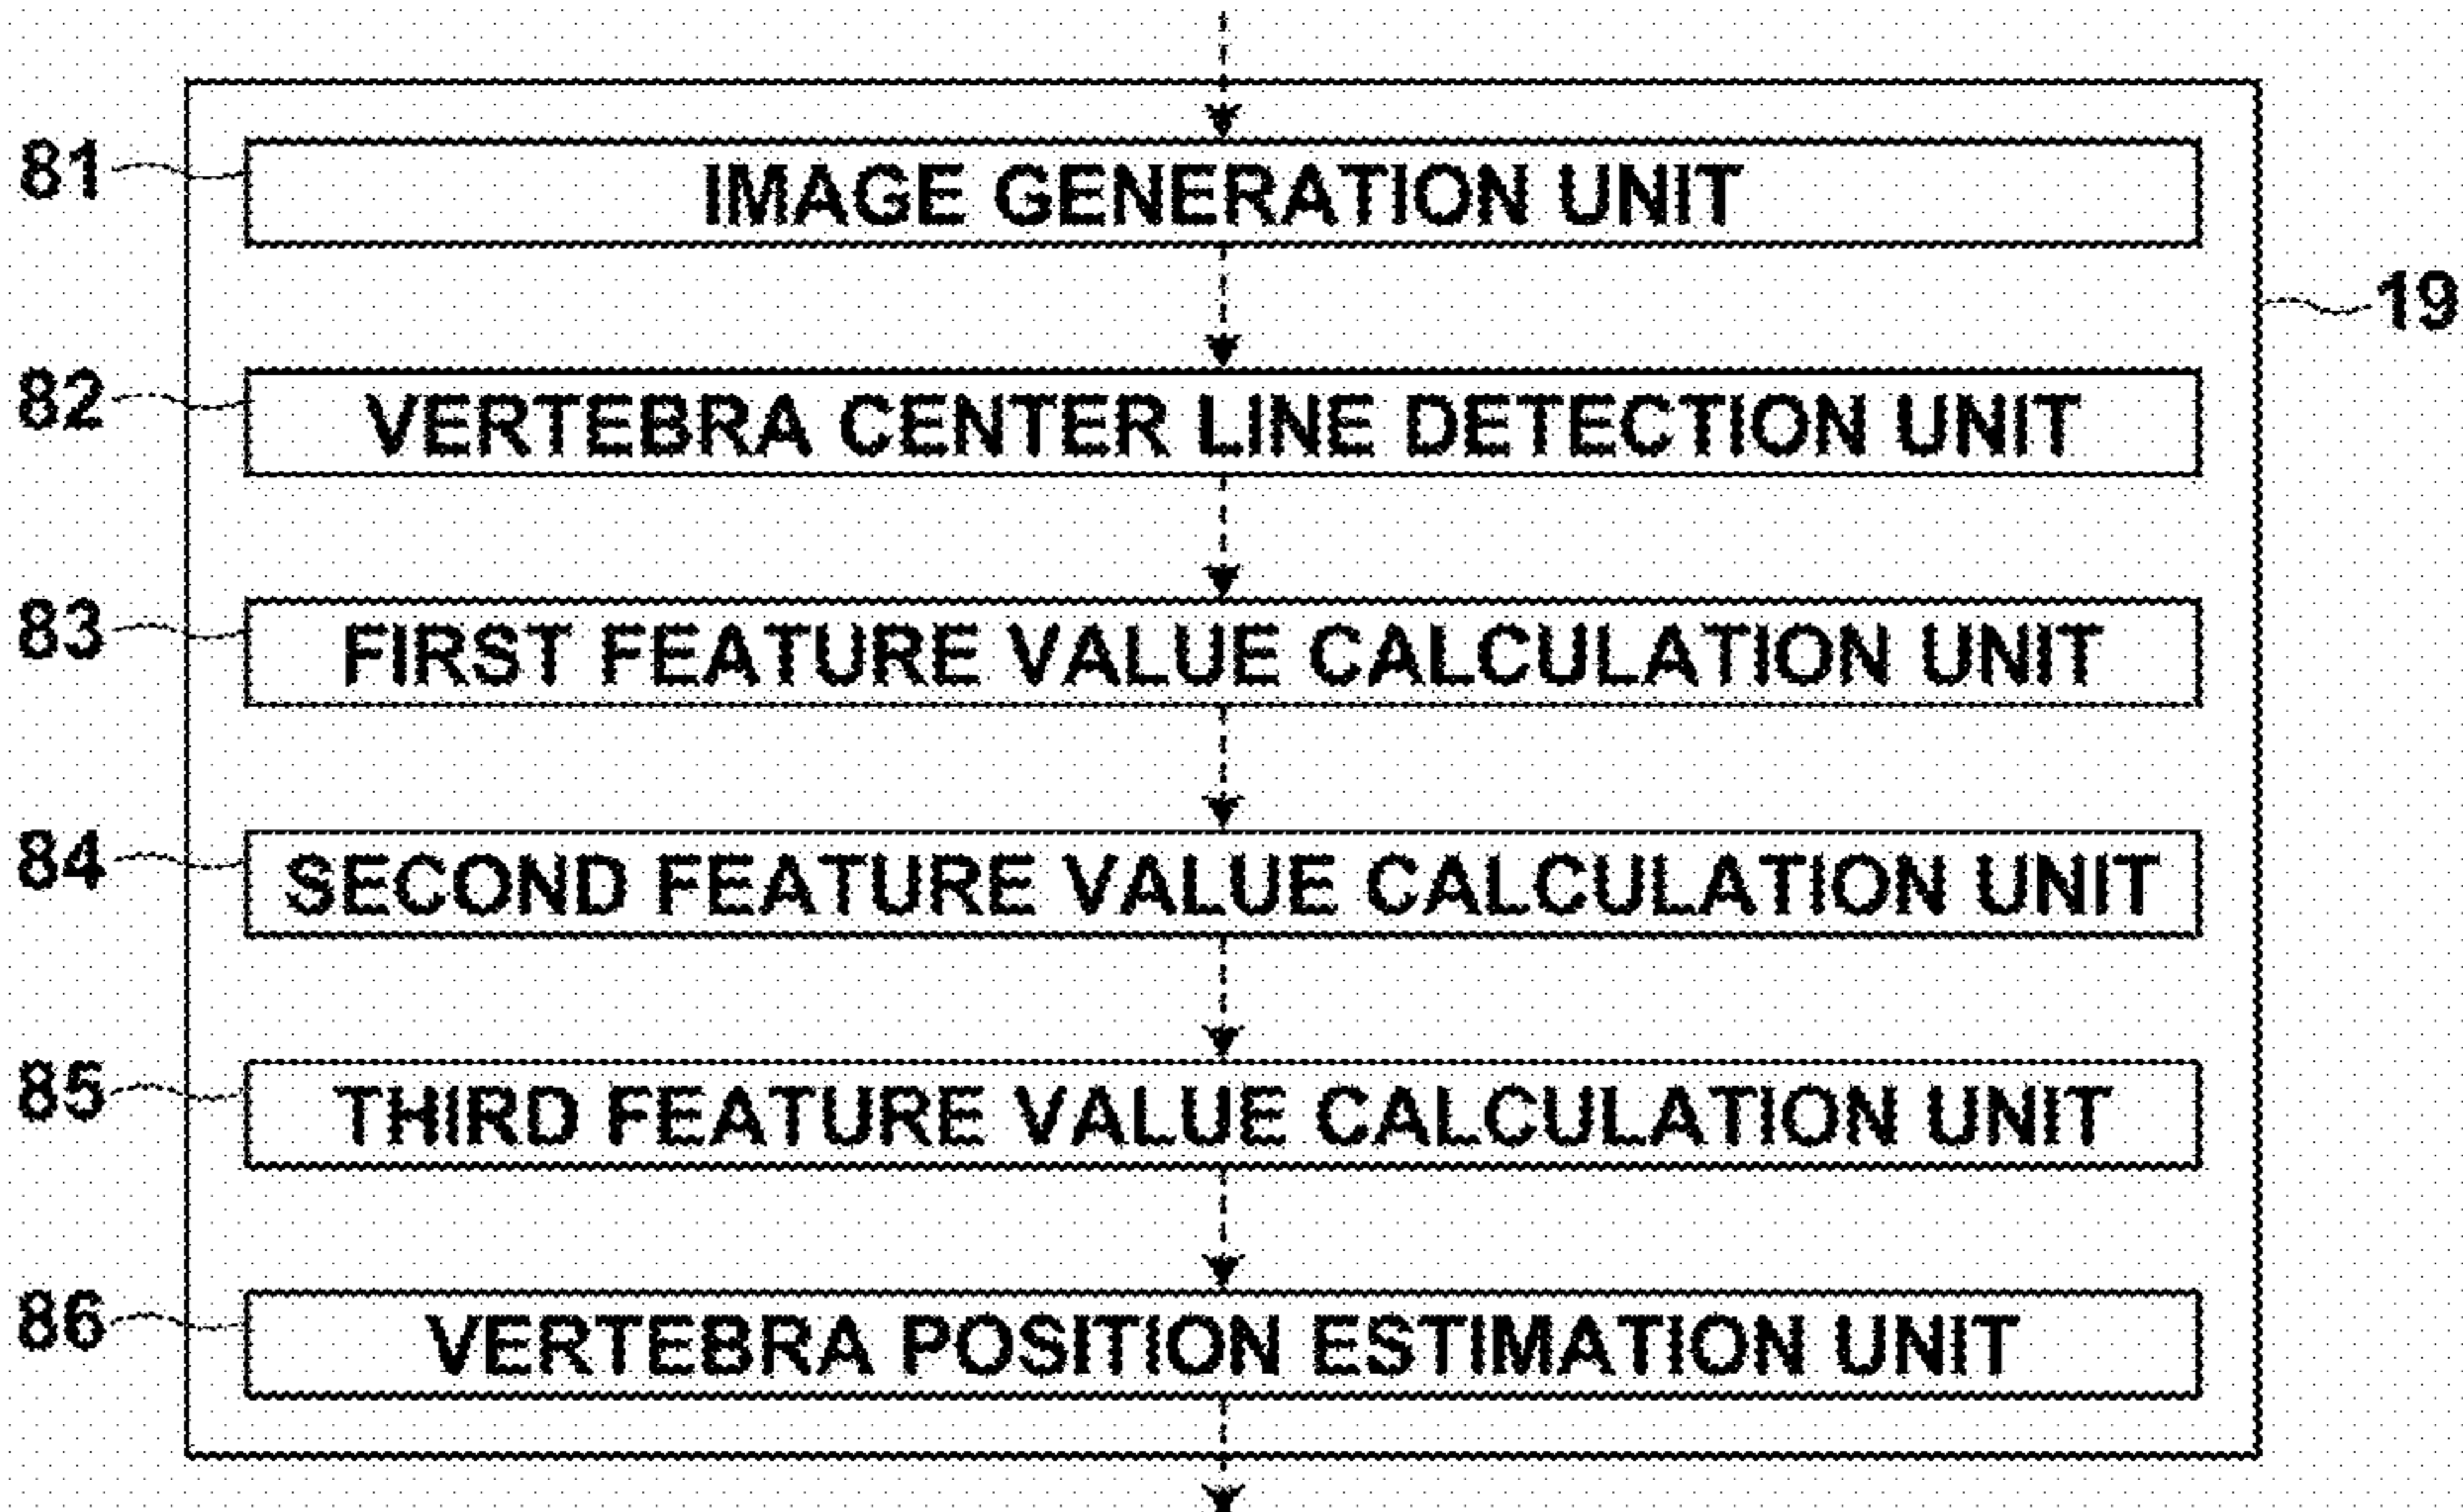 81 IMAGE GENERATION UNIT
19
82 VERTEBRA CENTER LINE DETECTION UNIT
83 FIRST FEATURE VALUE CALCULATION UNIT
84 SECOND FEATURE VALUE CALCULATION UNIT
85 THIRD FEATURE VALUE CALCULATION UNIT
86 VERTEBRA POSITION ESTIMATION UNIT